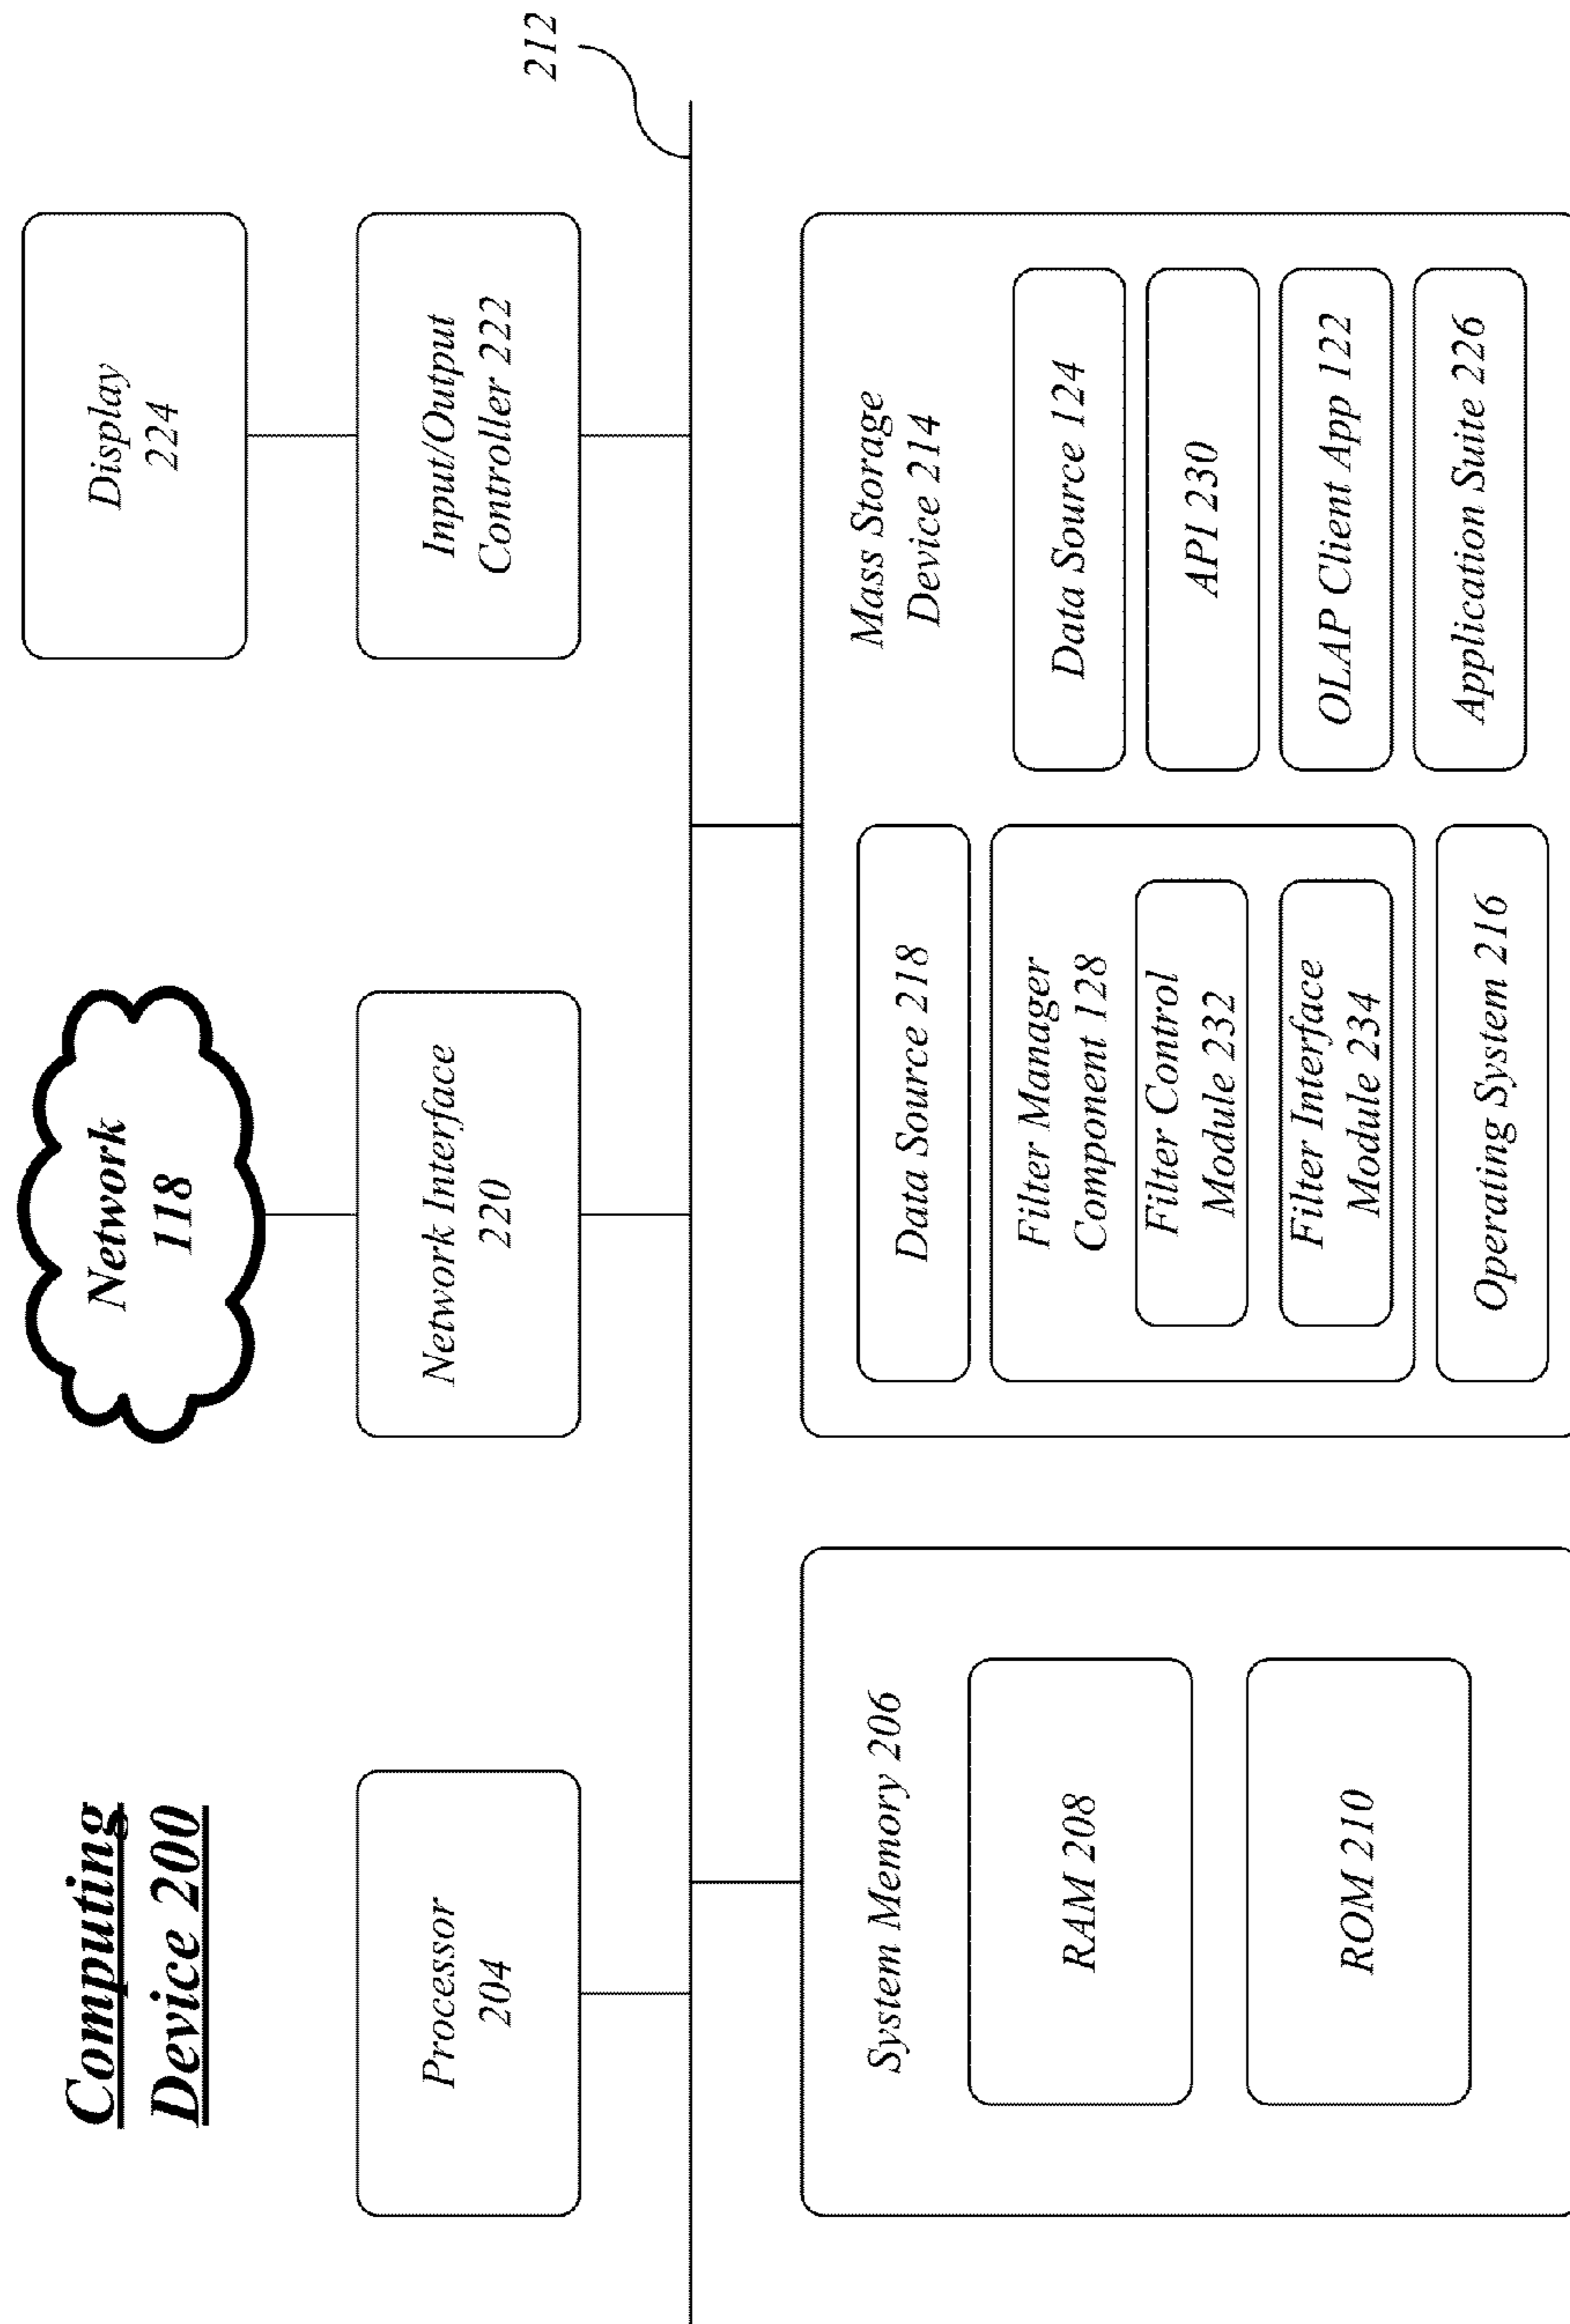 Computing
Device 200
Network
118
Display
224
Processor
204
Network Interface
220
Input/Output
Controller 222
212
System Memory 206
RAM 208
ROM 210
Mass Storage
Device 214
Data Source 218
Filter Manager
Component 128
Filter Control
Module 232
Filter Interface
Module 234
Operating System 216
Data Source 124
API 230
OLAP Client App 122
Application Suite 226